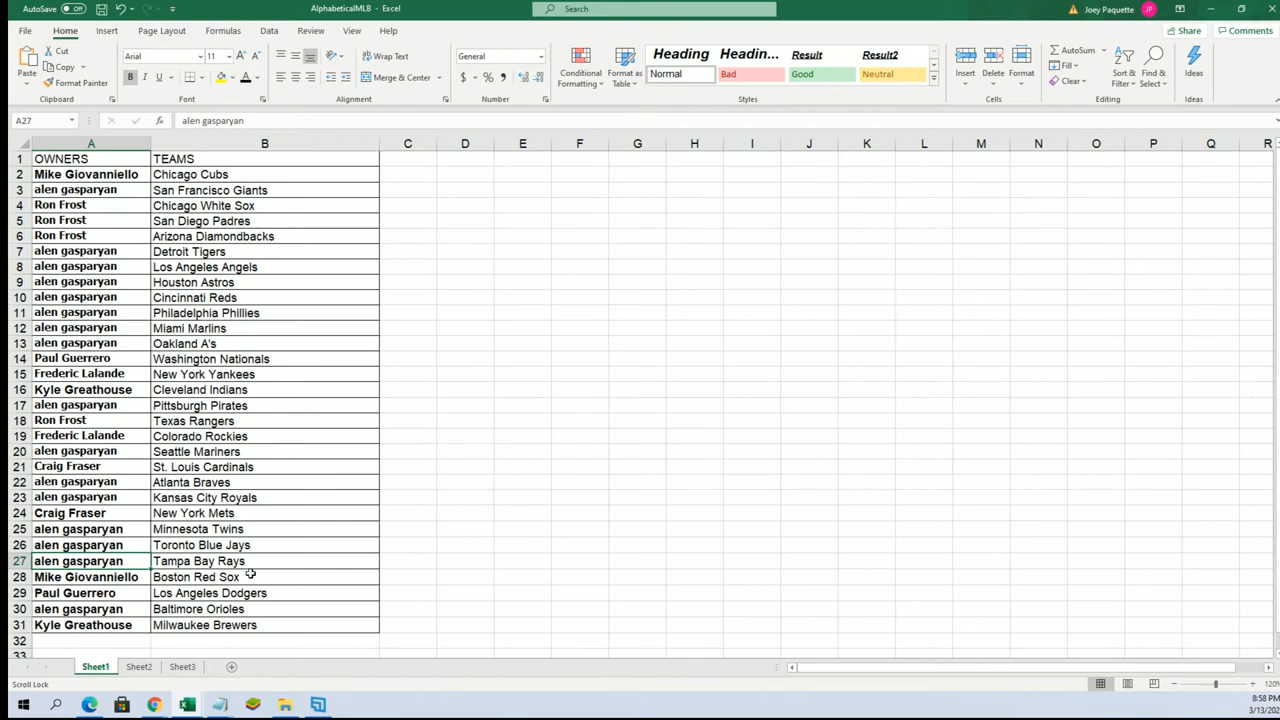 AutoSave Off AlphabeticalMLB - Excel Search Joey Paquette JP
File Home Insert Page Layout Formulas Data Review View Help Share Comments
Paste Cut Copy Format Painter Clipboard
Arial 11 B I U A Font
Wrap Text Merge & Center Alignment
General $ % , Number
Conditional Formatting Format as Table
Heading Headin... Result Result2
Normal Bad Good Neutral
Styles
Insert Delete Format Cells
AutoSum Fill Clear Sort & Filter Find & Select Editing
Ideas Ideas
A27 fx alen gasparyan
A B C D E F G H I J K L M N O P Q R
1 OWNERS TEAMS
2 Mike Giovanniello Chicago Cubs
3 alen gasparyan San Francisco Giants
4 Ron Frost Chicago White Sox
5 Ron Frost San Diego Padres
6 Ron Frost Arizona Diamondbacks
7 alen gasparyan Detroit Tigers
8 alen gasparyan Los Angeles Angels
9 alen gasparyan Houston Astros
10 alen gasparyan Cincinnati Reds
11 alen gasparyan Philadelphia Phillies
12 alen gasparyan Miami Marlins
13 alen gasparyan Oakland A's
14 Paul Guerrero Washington Nationals
15 Frederic Lalande New York Yankees
16 Kyle Greathouse Cleveland Indians
17 alen gasparyan Pittsburgh Pirates
18 Ron Frost Texas Rangers
19 Frederic Lalande Colorado Rockies
20 alen gasparyan Seattle Mariners
21 Craig Fraser St. Louis Cardinals
22 alen gasparyan Atlanta Braves
23 alen gasparyan Kansas City Royals
24 Craig Fraser New York Mets
25 alen gasparyan Minnesota Twins
26 alen gasparyan Toronto Blue Jays
27 alen gasparyan Tampa Bay Rays
28 Mike Giovanniello Boston Red Sox
29 Paul Guerrero Los Angeles Dodgers
30 alen gasparyan Baltimore Orioles
31 Kyle Greathouse Milwaukee Brewers
32
33
Sheet1 Sheet2 Sheet3
Scroll Lock 120%
8:58 PM
3/13/202